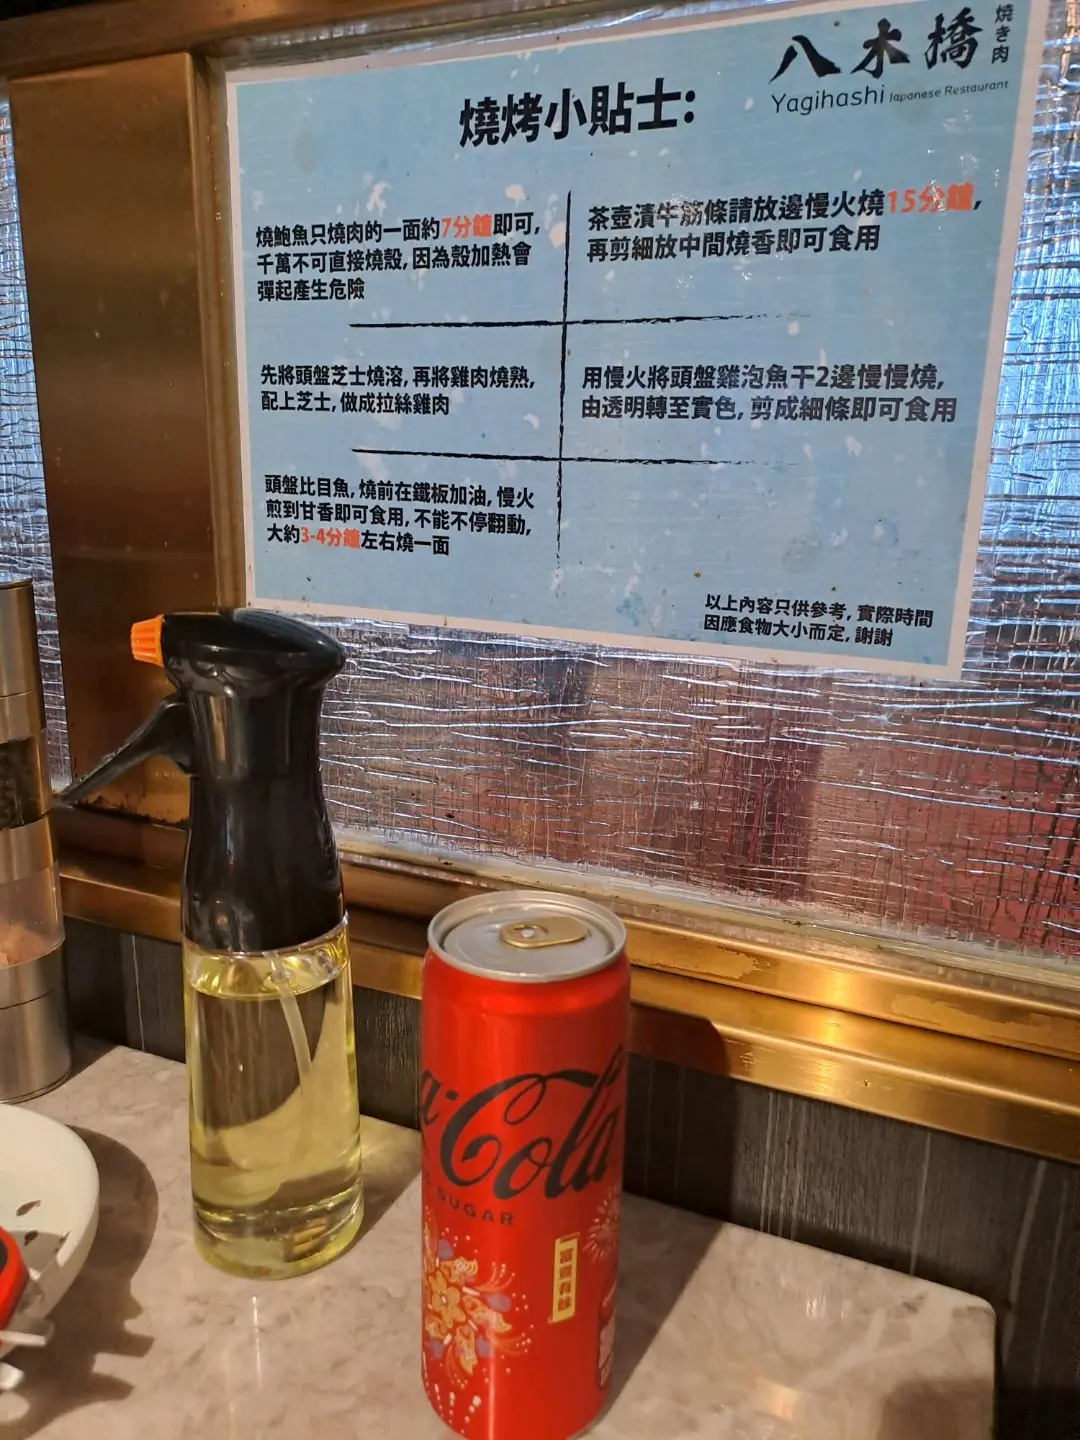 八木橋
焼き肉
Yagihashi Japanese Restaurant
燒烤小貼士:
燒鮑魚只燒肉的一面約7分鐘即可,
千萬不可直接燒殼, 因為殼加熱會
彈起產生危險
茶壺漬牛筋條請放邊慢火燒15分鐘,
再剪細放中間燒香即可食用
先將頭盤芝士燒溶, 再將雞肉燒熟,
配上芝士, 做成拉絲雞肉
用慢火將頭盤雞泡魚干2邊慢慢燒,
由透明轉至實色, 剪成細條即可食用
頭盤比目魚, 燒前在鐵板加油, 慢火
煎到甘香即可食用, 不能不停翻動,
大約3-4分鐘左右燒一面
以上內容只供參考, 實際時間
因應食物大小而定, 謝謝
a-Cola
SUGAR